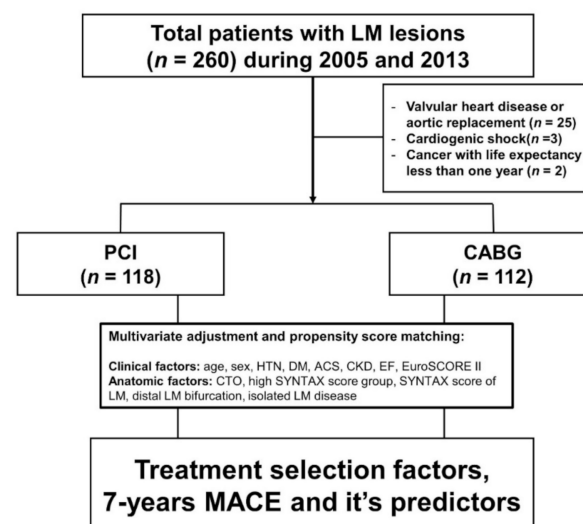 Total patients with LM lesions
(n = 260) during 2005 and 2013
- Valvular heart disease or
aortic replacement (n = 25)
- Cardiogenic shock(n =3)
- Cancer with life expectancy
less than one year (n = 2)
PCI
(n = 118)
CABG
(n = 112)
Multivariate adjustment and propensity score matching:
Clinical factors: age, sex, HTN, DM, ACS, CKD, EF, EuroSCORE II
Anatomic factors: CTO, high SYNTAX score group, SYNTAX score of
LM, distal LM bifurcation, isolated LM disease
Treatment selection factors,
7-years MACE and it's predictors